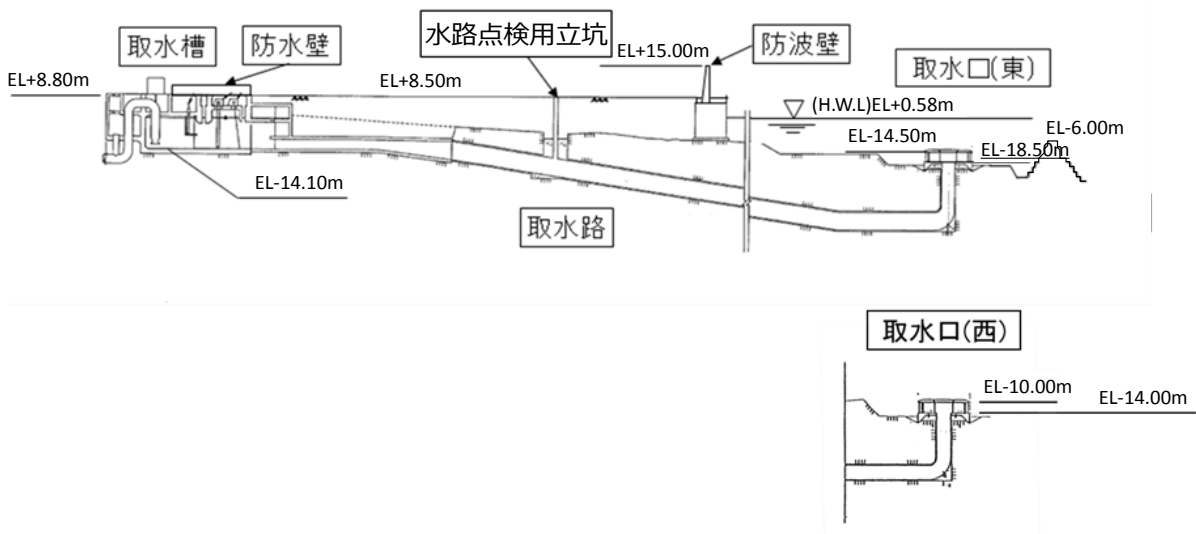 水路点検用立坑
取水槽
防水壁
EL+15.00m
防波壁
取水口(東)
EL+8.80m
EL+8.50m
(H.W.L)EL+0.58m
EL-14.50m
EL-6.00m
EL-18.50m
EL-14.10m
取水路
取水口(西)
EL-10.00m
EL-14.00m